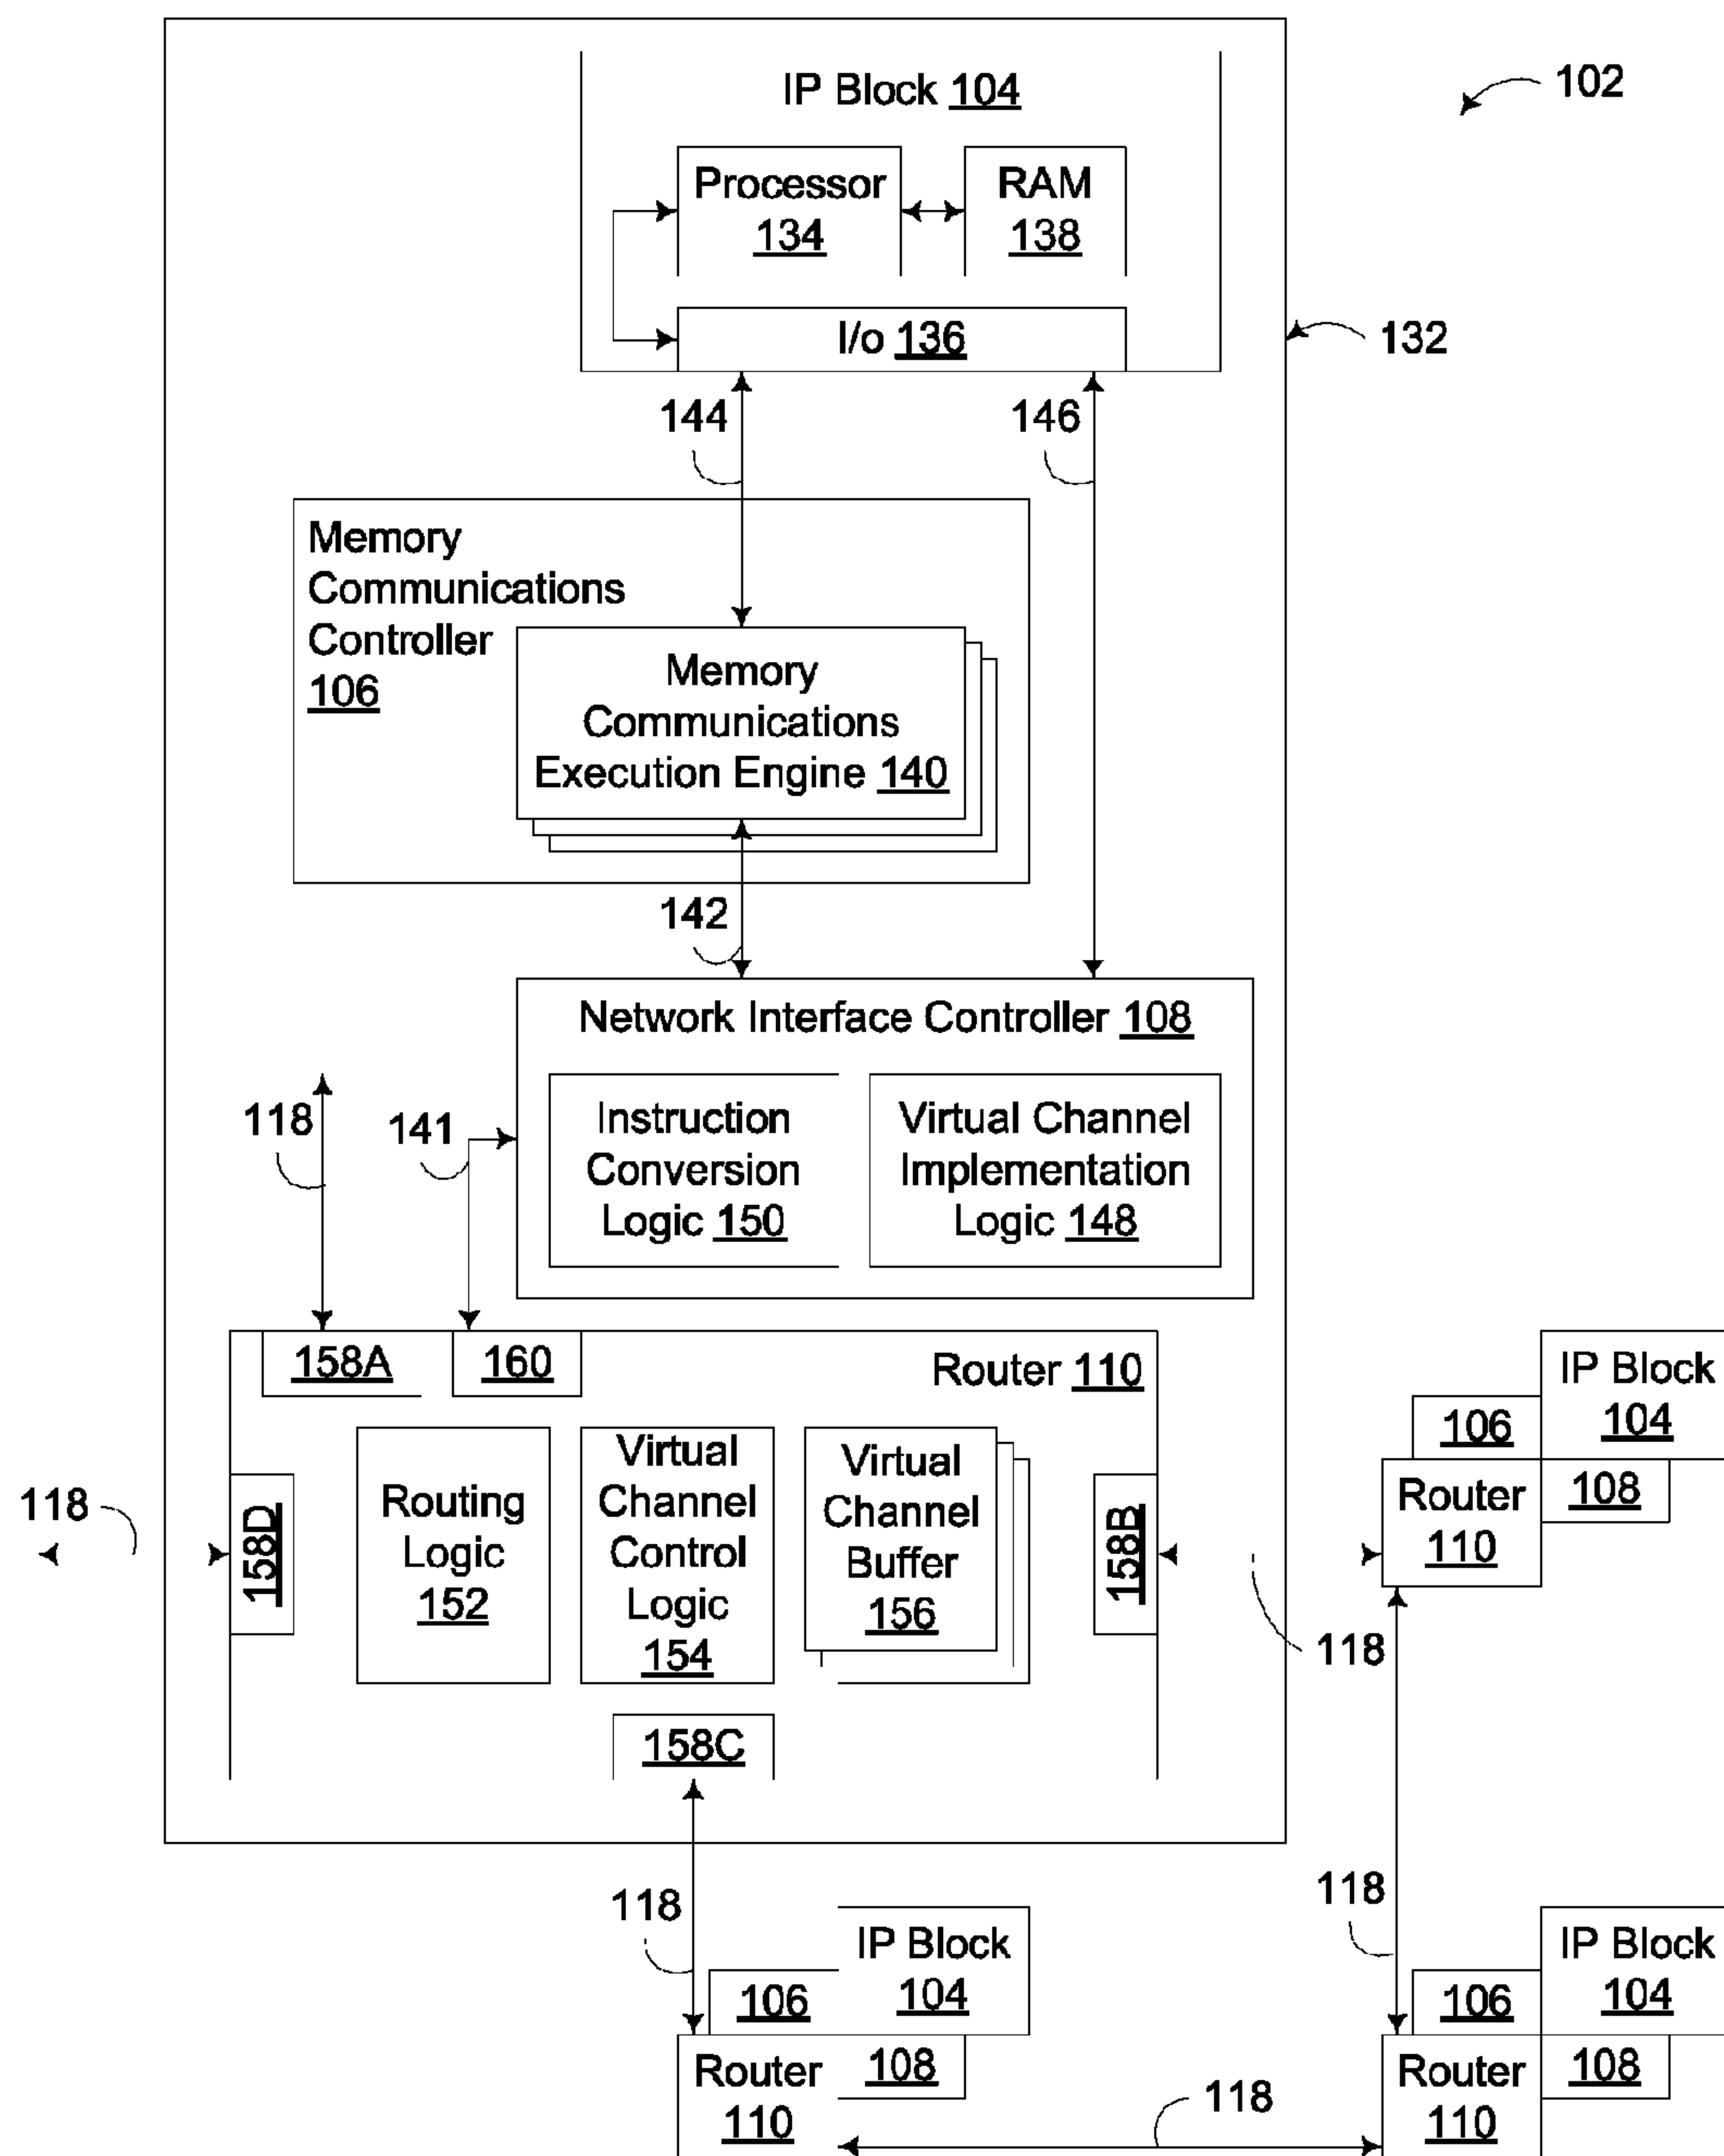 IP Block 104
102
Processor
134
RAM
138
I/o 136
132
144
146
Memory
Communications
Controller
106
Memory
Communications
Execution Engine 140
142
Network Interface Controller 108
118
141
Instruction
Conversion
Logic 150
Virtual Channel
Implementation
Logic 148
158A
160
Router 110
118
158D
Routing
Logic
152
Virtual
Channel
Control
Logic
154
Virtual
Channel
Buffer
156
158B
118
158C
IP Block
104
106
Router
110
108
118
118
IP Block
104
106
Router
110
108
118
IP Block
104
106
Router
110
108